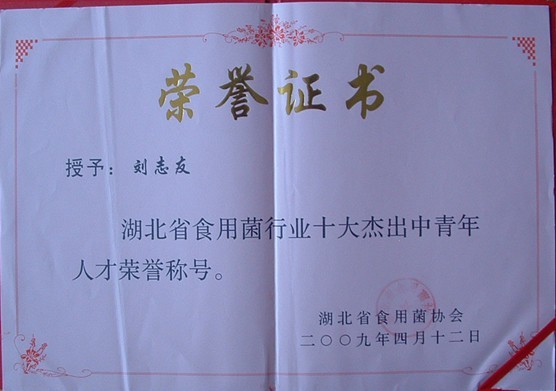 荣誉证书
授予：刘志友
湖北省食用菌行业十大杰出中青年
人才荣誉称号。
湖北省食用菌协会
二〇〇九年四月十二日